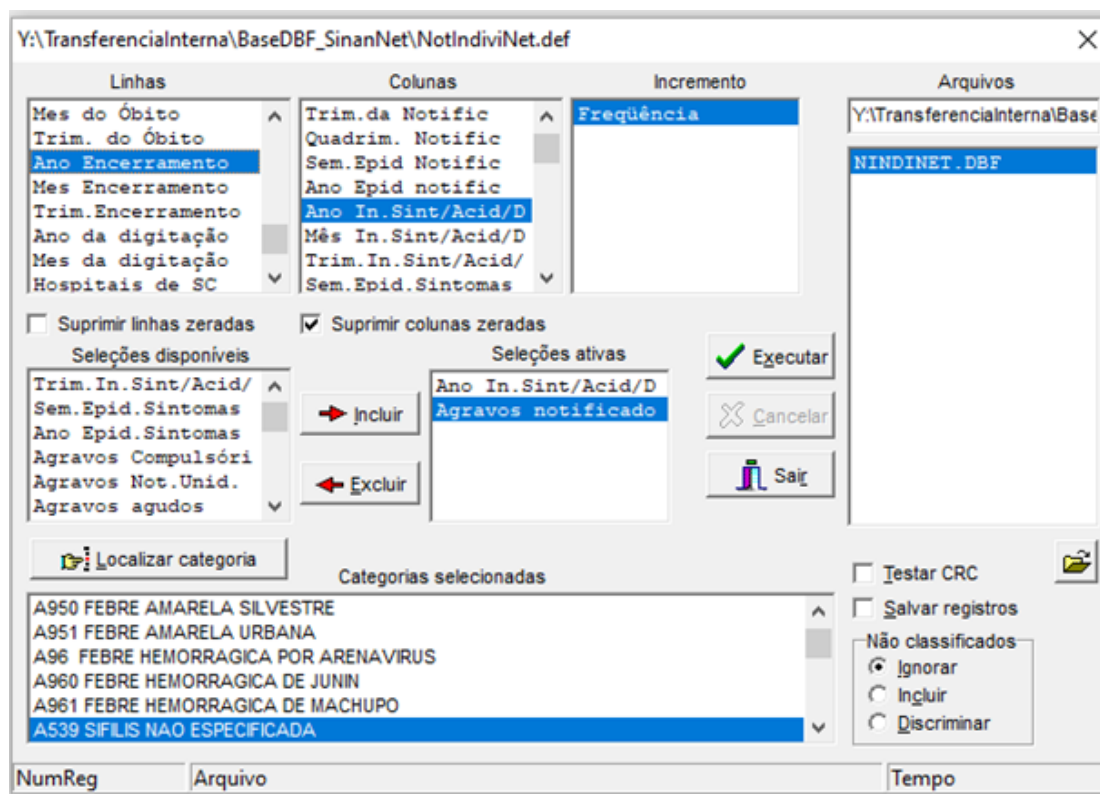 Y:\TransferenciaInterna\BaseDBF_SinanNet\NotIndiviNet.def
Linhas
Colunas
Incremento
Arquivos
Mes do Óbito
Trim. do Óbito
Ano Encerramento
Mes Encerramento
Trim.Encerramento
Ano da digitação
Mes da digitação
Hospitais de SC
Trim.da Notific
Quadrim. Notific
Sem.Epid Notific
Ano Epid notific
Ano In.Sint/Acid/D
Mês In.Sint/Acid/D
Trim.In.Sint/Acid/
Sem.Epid.Sintomas
Freqüência
Y:\TransferenciaInterna\Base
NINDINET.DBF
Suprimir linhas zeradas
Suprimir colunas zeradas
Seleções disponíveis
Seleções ativas
Trim.In.Sint/Acid/
Sem.Epid.Sintomas
Ano Epid.Sintomas
Agravos Compulsóri
Agravos Not.Unid.
Agravos agudos
Incluir
Excluir
Ano In.Sint/Acid/D
Agravos notificado
Executar
Cancelar
Sair
Localizar categoria
Categorias selecionadas
A950 FEBRE AMARELA SILVESTRE
A951 FEBRE AMARELA URBANA
A96 FEBRE HEMORRAGICA POR ARENAVIRUS
A960 FEBRE HEMORRAGICA DE JUNIN
A961 FEBRE HEMORRAGICA DE MACHUPO
A539 SIFILIS NAO ESPECIFICADA
Testar CRC
Salvar registros
Não classificados
Ignorar
Incluir
Discriminar
NumReg
Arquivo
Tempo